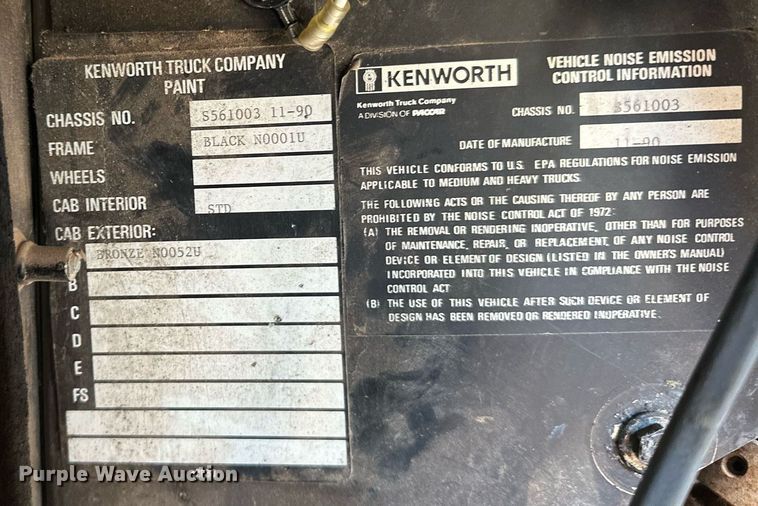 KENWORTH TRUCK COMPANY
PAINT
CHASSIS NO. S561003 11-90
FRAME BLACK N0001U
WHEELS
CAB INTERIOR STD
CAB EXTERIOR:
BRONZE N0052U
B
C
D
E
FS
KENWORTH
Kenworth Truck Company
A DIVISION OF PACCAR
VEHICLE NOISE EMISSION
CONTROL INFORMATION
CHASSIS NO. S561003
DATE OF MANUFACTURE 11-90
THIS VEHICLE CONFORMS TO U.S. EPA REGULATIONS FOR NOISE EMISSION
APPLICABLE TO MEDIUM AND HEAVY TRUCKS
THE FOLLOWING ACTS OR THE CAUSING THEREOF BY ANY PERSON ARE
PROHIBITED BY THE NOISE CONTROL ACT OF 1972:
(A) THE REMOVAL OR RENDERING INOPERATIVE, OTHER THAN FOR PURPOSES
OF MAINTENANCE, REPAIR, OR REPLACEMENT, OF ANY NOISE CONTROL
DEVICE OR ELEMENT OF DESIGN (LISTED IN THE OWNER'S MANUAL)
INCORPORATED INTO THIS VEHICLE IN COMPLIANCE WITH THE NOISE
CONTROL ACT
(B) THE USE OF THIS VEHICLE AFTER SUCH DEVICE OR ELEMENT OF
DESIGN HAS BEEN REMOVED OR RENDERED INOPERATIVE.
Purple Wave Auction